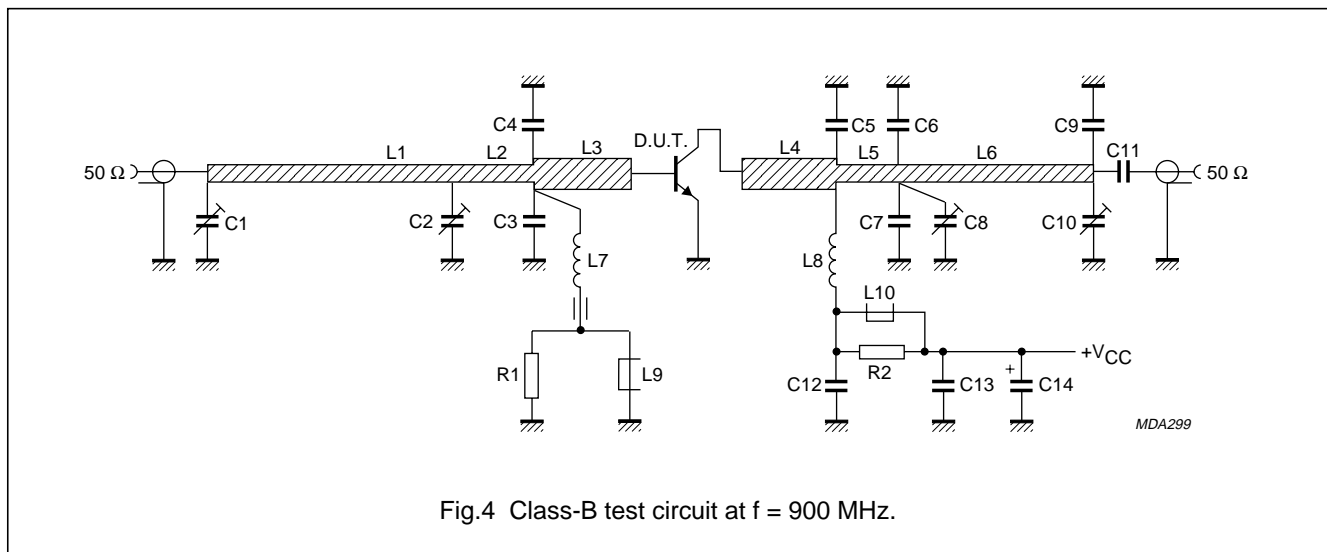 C4
C5
C6
C9
L1
L2
L3
D.U.T.
L4
L5
L6
C11
50 Ω
50 Ω
C1
C2
C3
L7
L8
C7
C8
C10
L10
R1
L9
C12
R2
C13
+
C14
+VCC
MDA299
Fig.4 Class-B test circuit at f = 900 MHz.